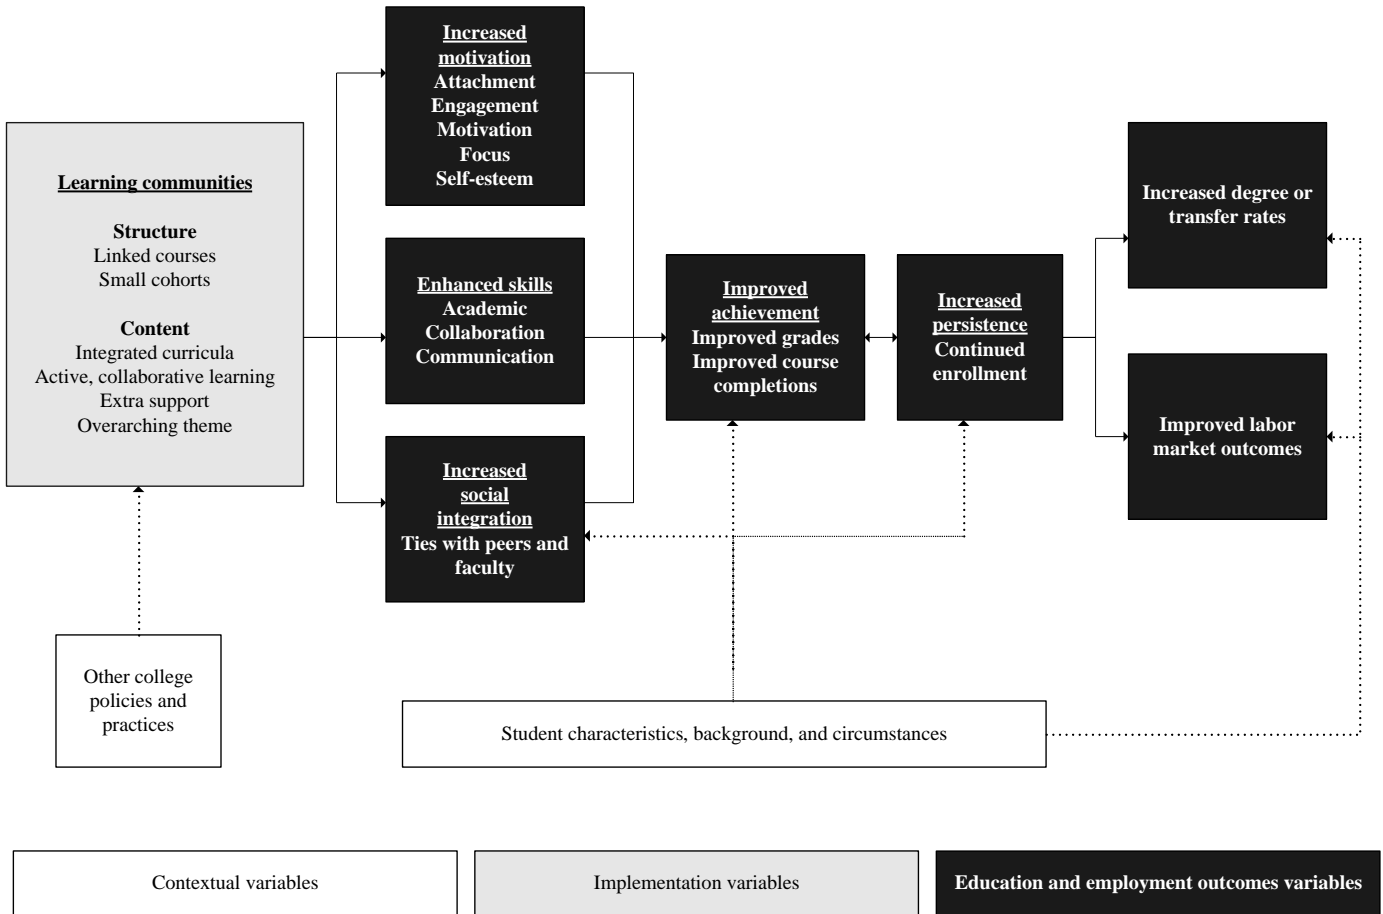 Learning communities
Structure
Linked courses
Small cohorts
Content
Integrated curricula
Active, collaborative learning
Extra support
Overarching theme
Other college
policies and
practices
Increased
motivation
Attachment
Engagement
Motivation
Focus
Self-esteem
Enhanced skills
Academic
Collaboration
Communication
Increased
social
integration
Ties with peers and
faculty
Improved
achievement
Improved grades
Improved course
completions
Increased
persistence
Continued
enrollment
Increased degree or
transfer rates
Improved labor
market outcomes
Student characteristics, background, and circumstances
Contextual variables
Implementation variables
Education and employment outcomes variables